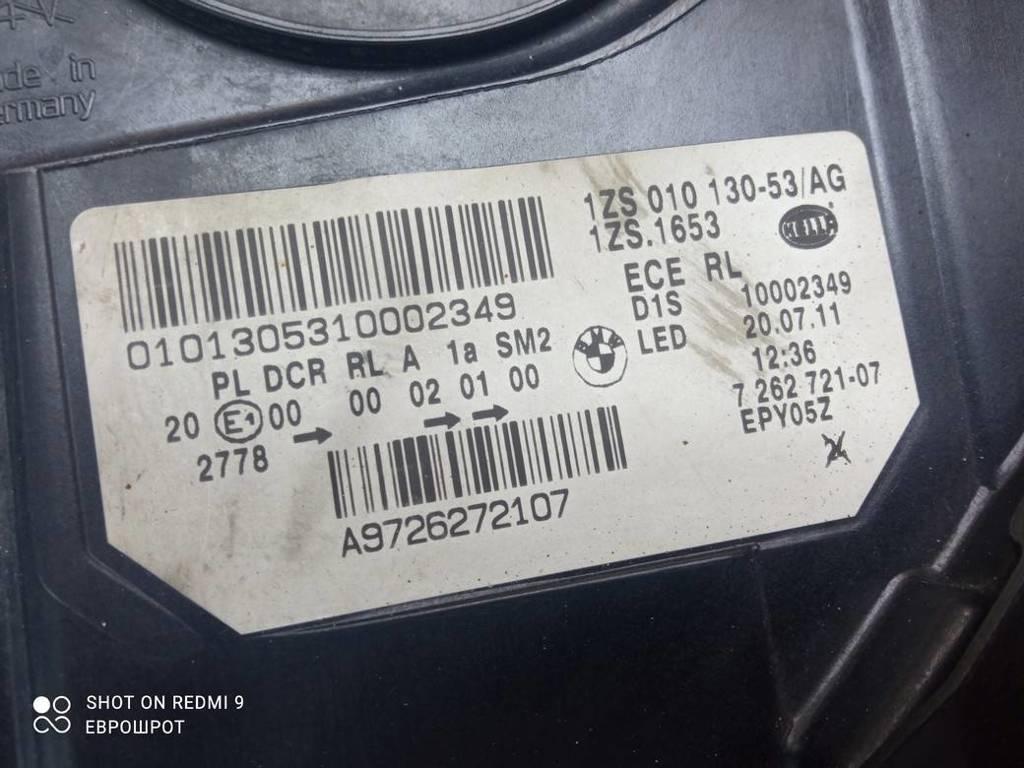 in
1ZS 010 130-53/AG
1ZS.1653
HELLA
0101305310002349
ECE RL
D1S 10002349
LED 20.07.11
12:36
7 262 721-07
EPY05Z
PL DCR RL A 1a SM2
20 E1 00 00 02 01 00
2778
A9726272107
SHOT ON REDMI 9
ЕВРОШРОТ